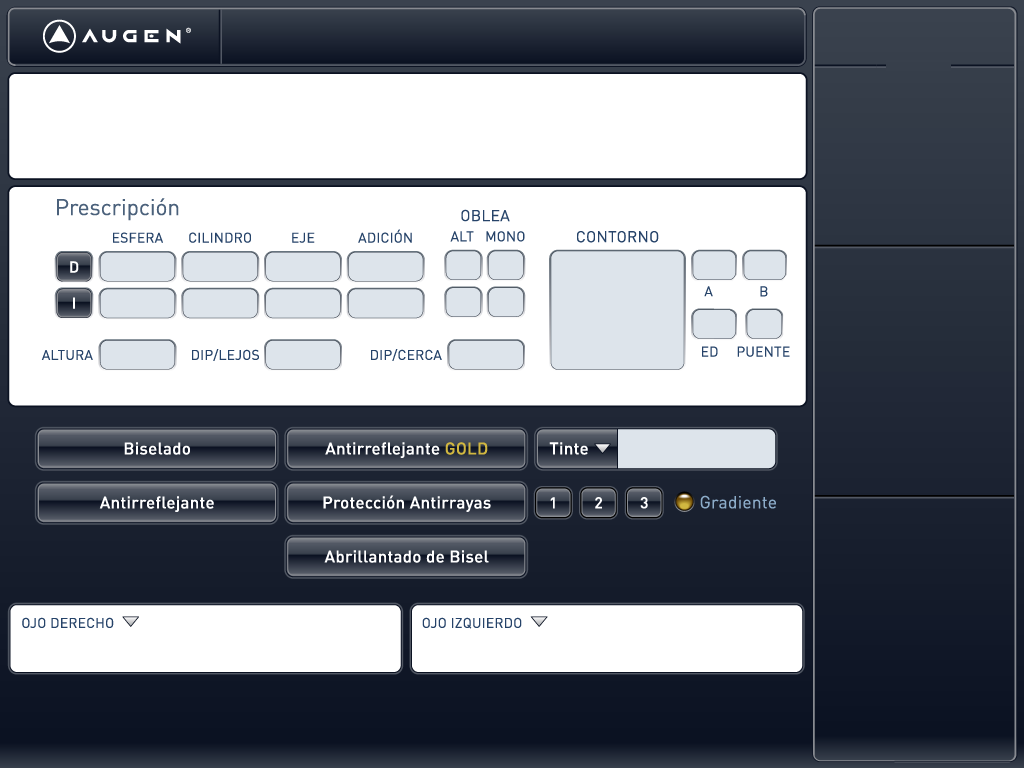 AUGEN®
Prescripción
OBLEA
ESFERA CILINDRO EJE ADICIÓN ALT MONO CONTORNO
D
A B
I
ALTURA DIP/LEJOS DIP/CERCA ED PUENTE
Biselado Antirreflejante GOLD Tinte
Antirreflejante Protección Antirrayas 1 2 3 Gradiente
Abrillantado de Bisel
OJO DERECHO OJO IZQUIERDO